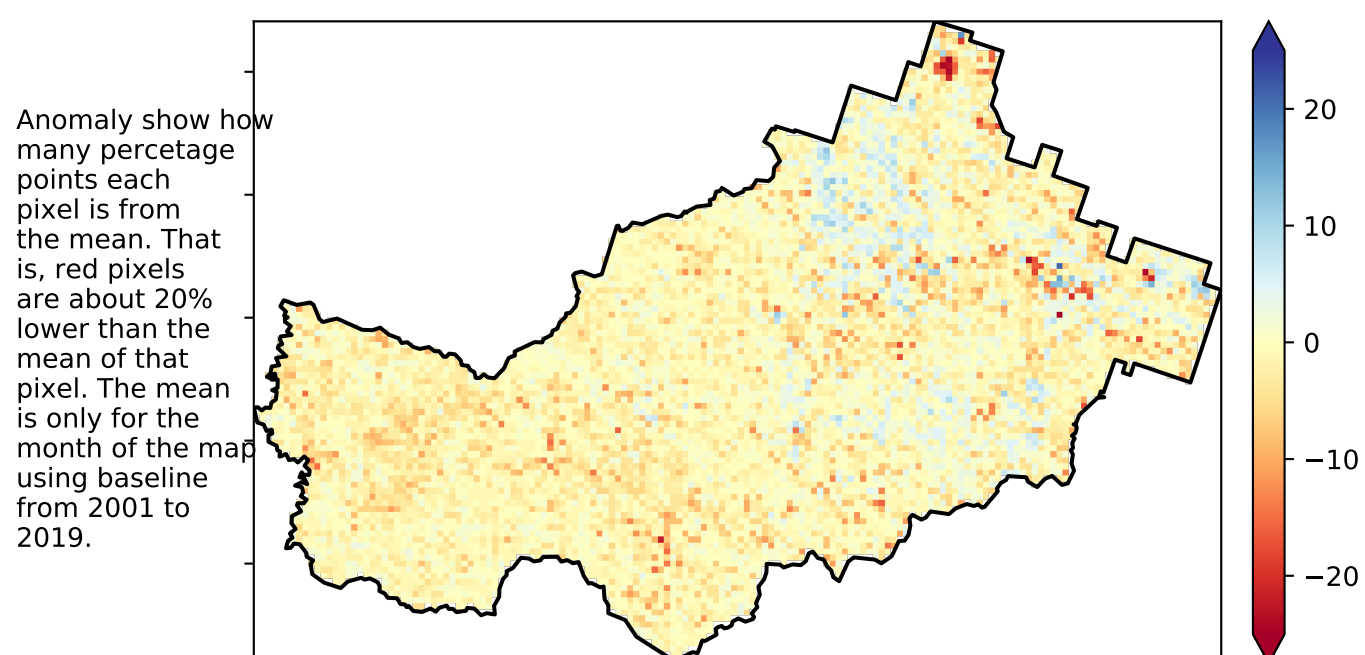 Anomaly show how
many percetage
points each
pixel is from
the mean. That
is, red pixels
are about 20%
lower than the
mean of that
pixel. The mean
is only for the
month of the map
using baseline
from 2001 to
2019.
20
10
0
−10
−20